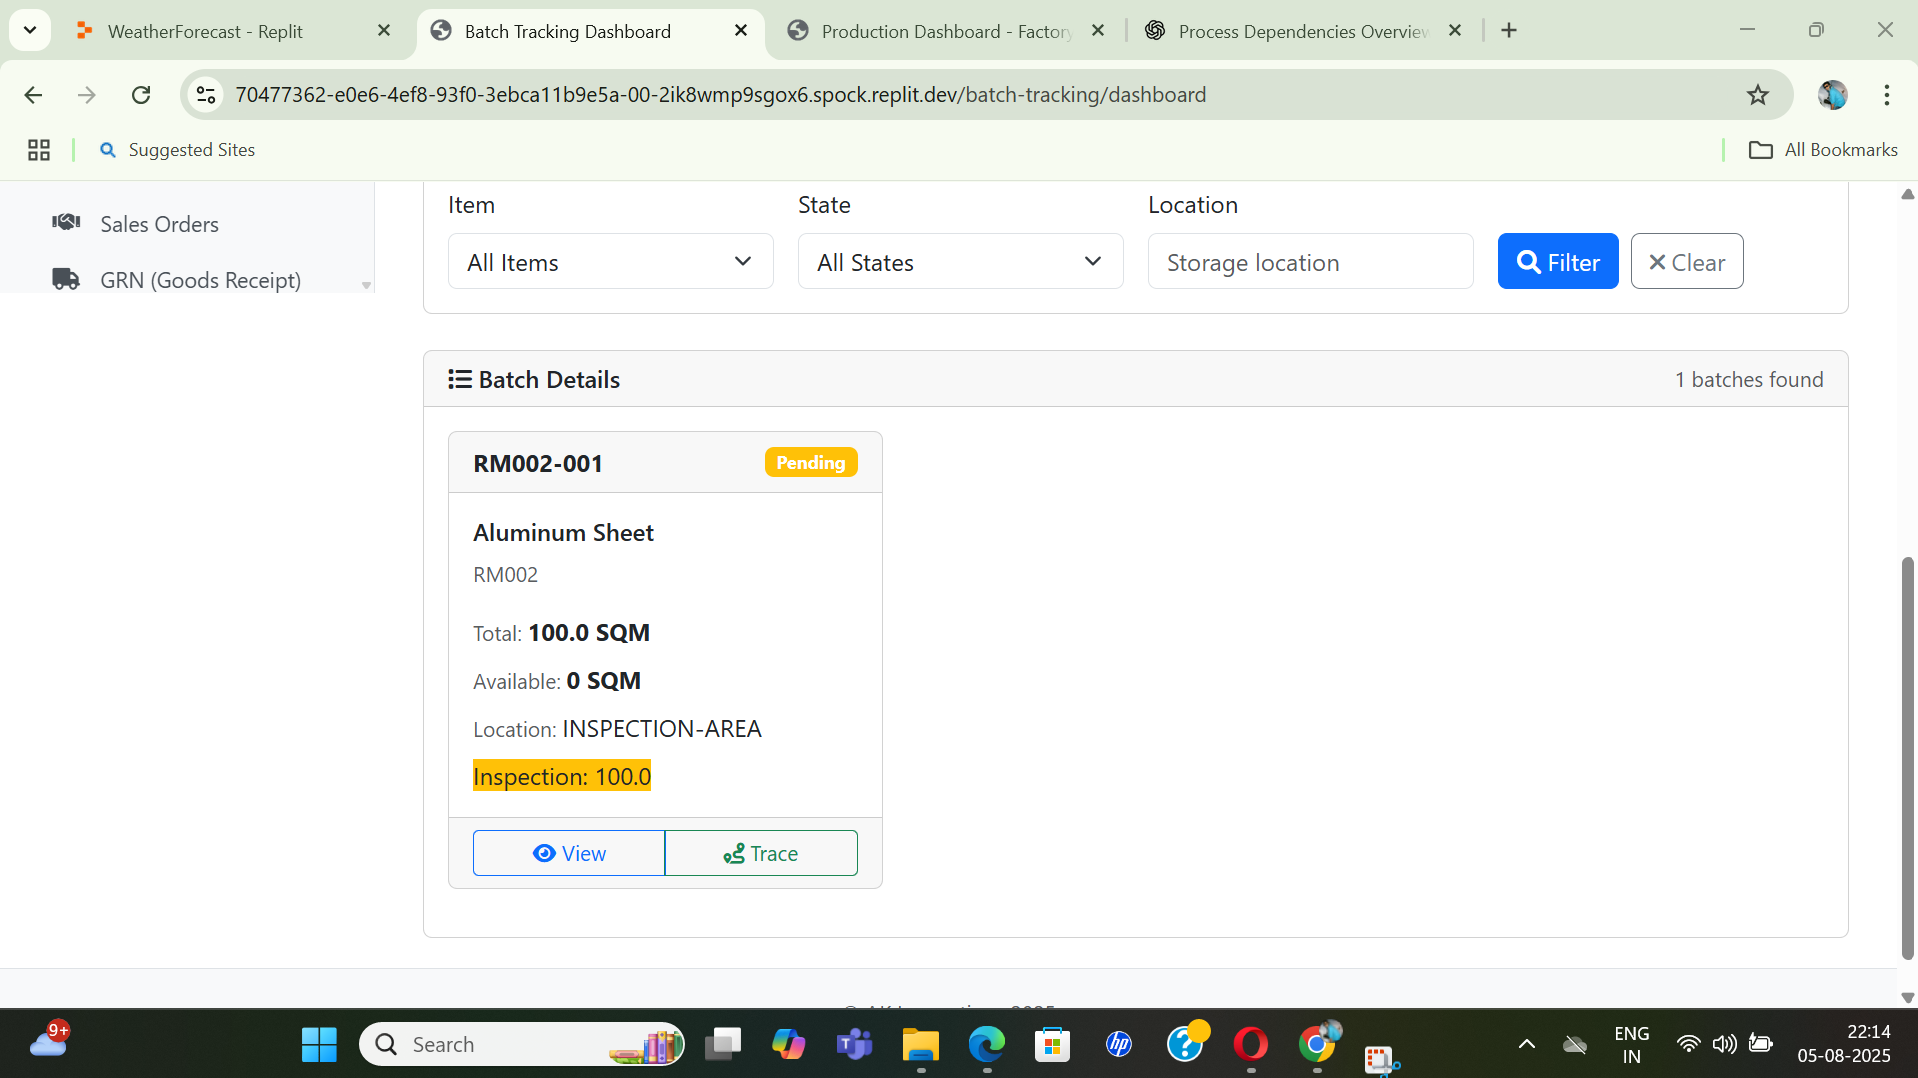 WeatherForecast - Replit
Batch Tracking Dashboard
Production Dashboard - Factory
Process Dependencies Overview
70477362-e0e6-4ef8-93f0-3ebca11b9e5a-00-2ik8wmp9sgox6.spock.replit.dev/batch-tracking/dashboard
Suggested Sites
All Bookmarks
Sales Orders
GRN (Goods Receipt)
Item
State
Location
All Items
All States
Storage location
Filter
Clear
Batch Details
1 batches found
RM002-001
Pending
Aluminum Sheet
RM002
Total: 100.0 SQM
Available: 0 SQM
Location: INSPECTION-AREA
Inspection: 100.0
View
Trace
9+
Search
ENG
IN
22:14
05-08-2025